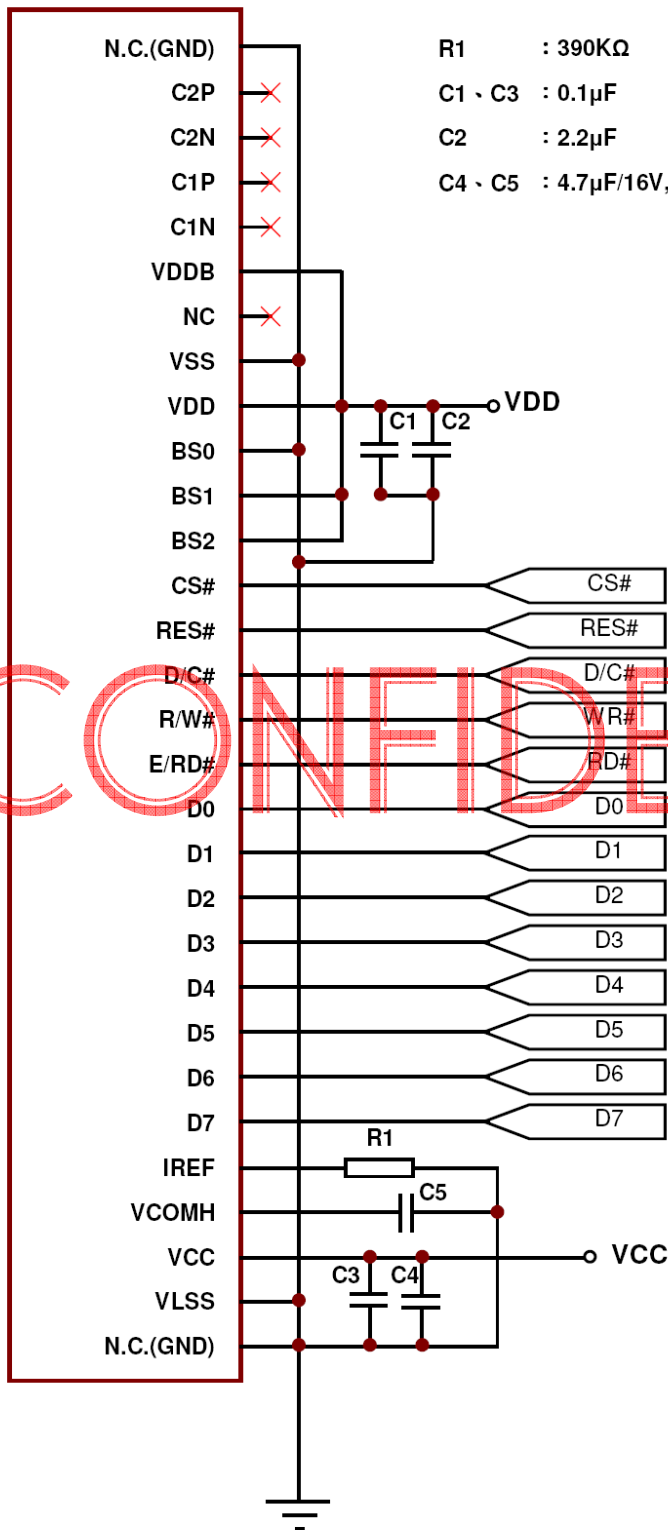 N.C.(GND)
R1 : 390KΩ
C2P
C1、C3 : 0.1µF
C2N
C2 : 2.2µF
C1P
C4、C5 : 4.7µF/16V,
C1N
VDDB
NC
VSS
VDD
C1
C2
VDD
BS0
BS1
BS2
CS#
CS#
RES#
RES#
D/C#
D/C#
R/W#
WR#
E/RD#
RD#
D0
D0
CONFIDE
D1
D1
D2
D2
D3
D3
D4
D4
D5
D5
D6
D6
D7
D7
R1
IREF
C5
VCOMH
VCC
VCC
C3
C4
VLSS
N.C.(GND)